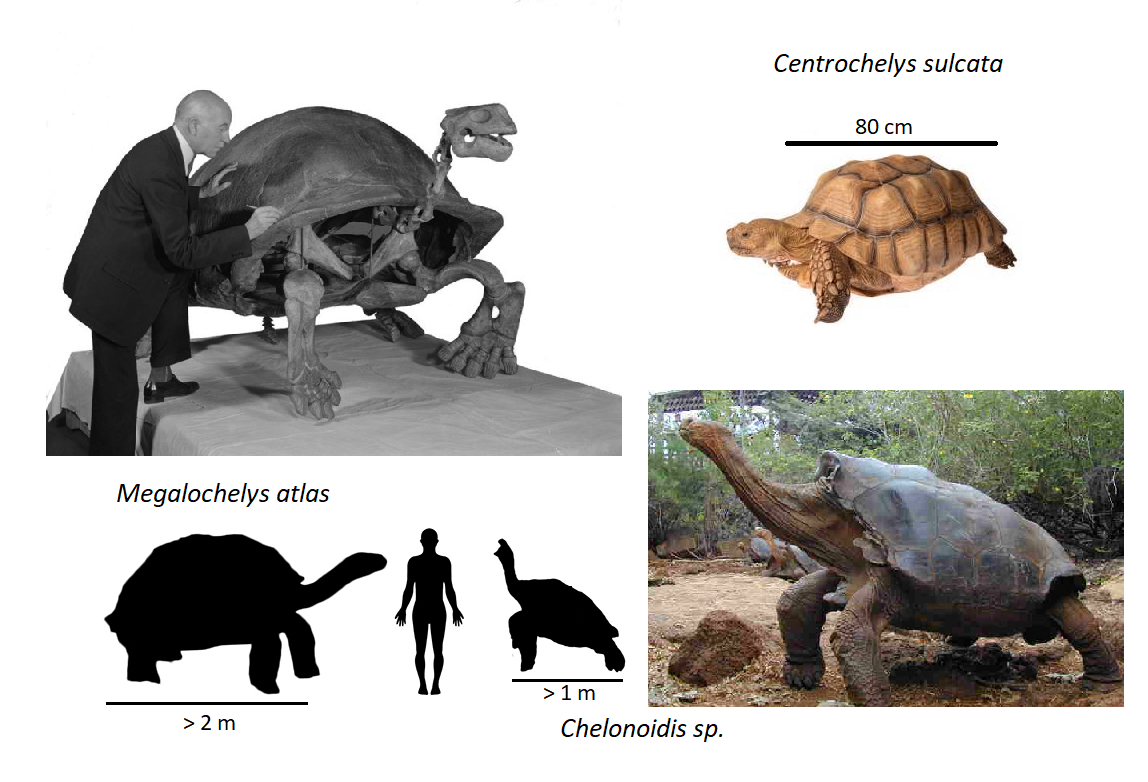 Centrochelys sulcata
80 cm
Megalochelys atlas
> 2 m
> 1 m
Chelonoidis sp.